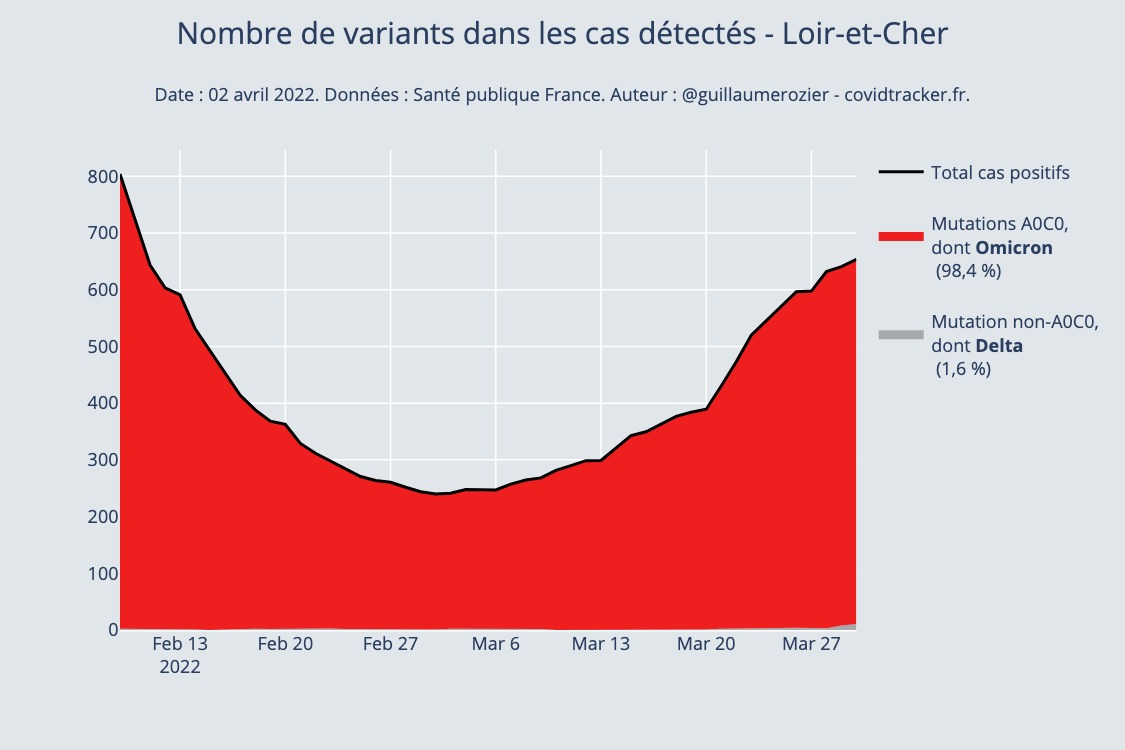 Nombre de variants dans les cas détectés - Loir-et-Cher
Date : 02 avril 2022. Données : Santé publique France. Auteur : @guillaumerozier - covidtracker.fr.
Total cas positifs
Mutations A0C0,
dont Omicron
(98,4 %)
Mutation non-A0C0,
dont Delta
(1,6 %)
800
700
600
500
400
300
200
100
0
Feb 13
2022
Feb 20
Feb 27
Mar 6
Mar 13
Mar 20
Mar 27